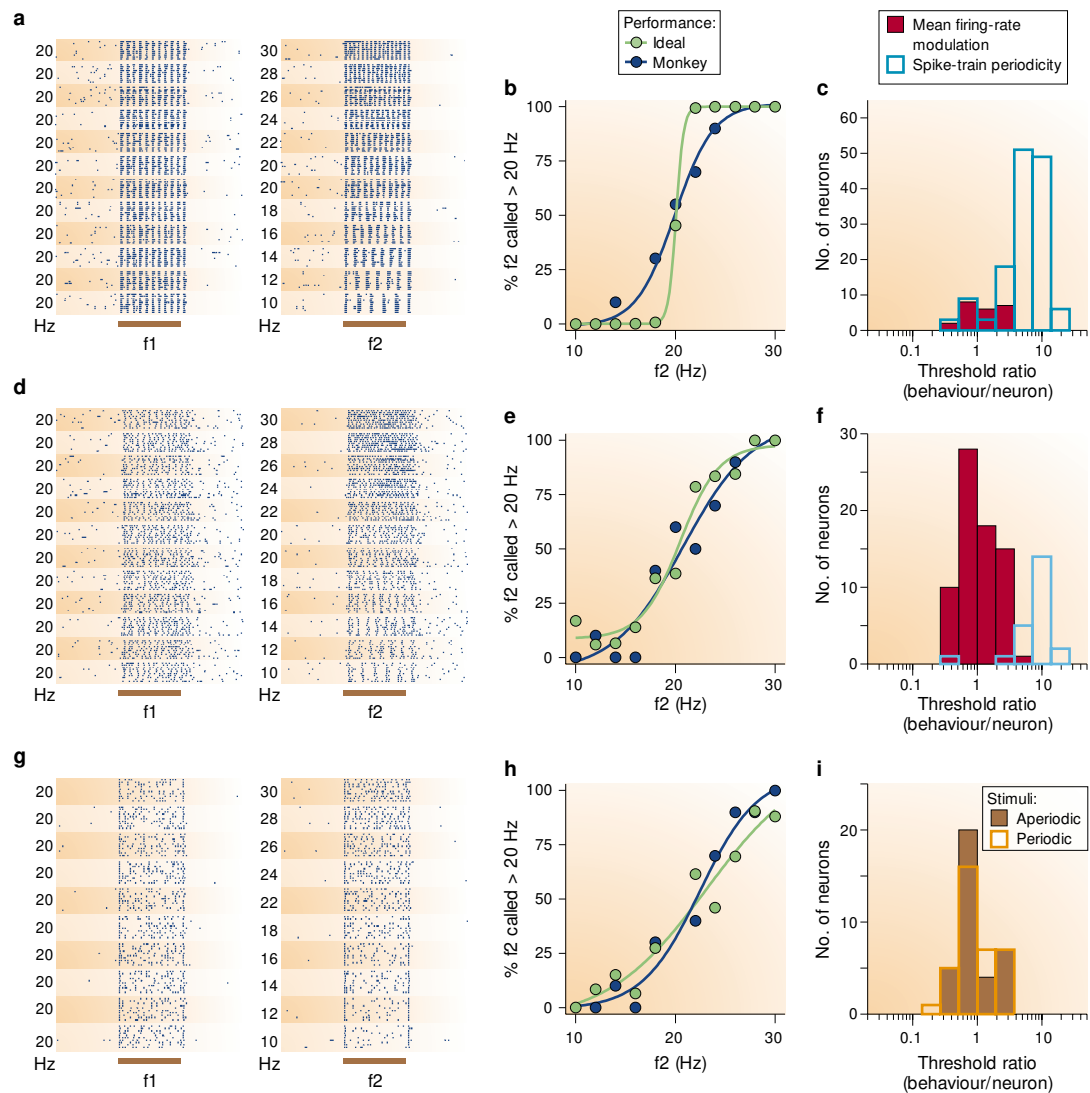 a
20
20
20
20
20
20
20
20
20
20
20
20
Hz
f1
30
28
26
24
22
18
16
14
12
10
f2
Performance:
Ideal
Monkey
b
100
75
50
25
0
% f2 called > 20 Hz
10 20 30
f2 (Hz)
Mean firing-rate
modulation
Spike-train periodicity
c
60
50
40
30
20
10
0
No. of neurons
0.1 1 10
Threshold ratio
(behaviour/neuron)
d
20
20
20
20
20
20
20
20
20
20
20
20
Hz
f1
30
28
26
24
22
18
16
14
12
10
f2
e
100
75
50
25
0
% f2 called > 20 Hz
10 20 30
f2 (Hz)
f
30
20
10
0
No. of neurons
0.1 1 10
Threshold ratio
(behaviour/neuron)
g
20
20
20
20
20
20
20
20
20
20
Hz
f1
30
28
26
24
22
18
16
14
12
10
Hz
f2
h
100
75
50
25
0
% f2 called > 20 Hz
10 20 30
f2 (Hz)
i
Stimuli:
Aperiodic
Periodic
20
10
0
No. of neurons
0.1 1 10
Threshold ratio
(behaviour/neuron)